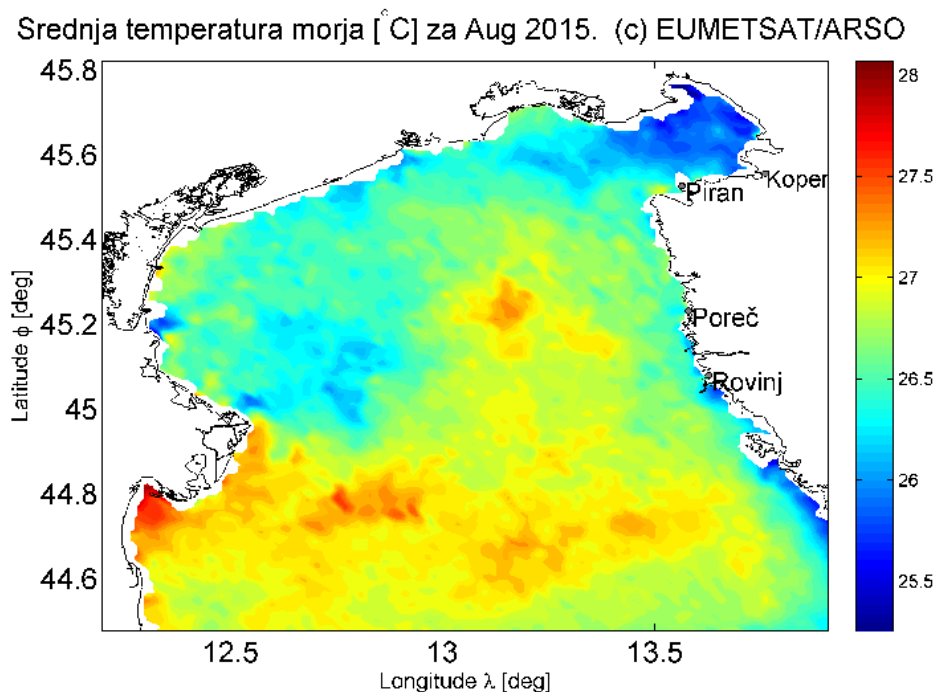 Srednja temperatura morja [°C] za Aug 2015. (c) EUMETSAT/ARSO
45.8
45.6
45.4
45.2
45
44.8
44.6
Latitude ϕ [deg]
12.5
13
13.5
Longitude λ [deg]
Koper
Piran
Poreč
Rovinj
28
27.5
27
26.5
26
25.5